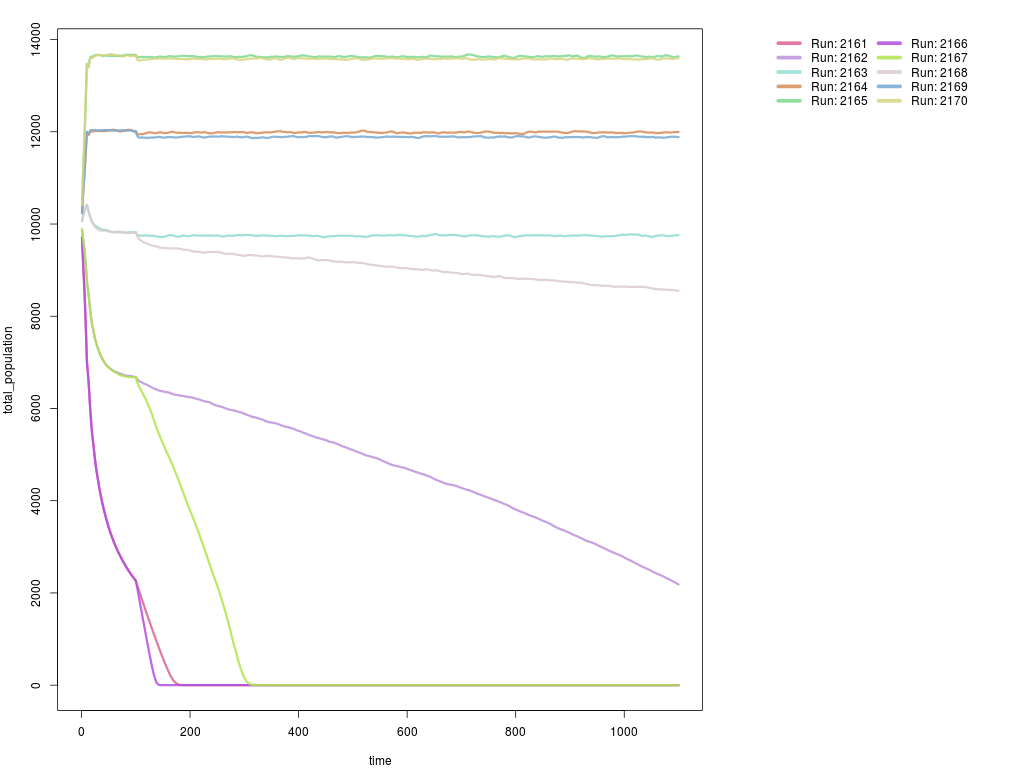 14000
12000
10000
8000
6000
4000
2000
0
total_population
0 200 400 600 800 1000
time
Run: 2161 Run: 2166
Run: 2162 Run: 2167
Run: 2163 Run: 2168
Run: 2164 Run: 2169
Run: 2165 Run: 2170